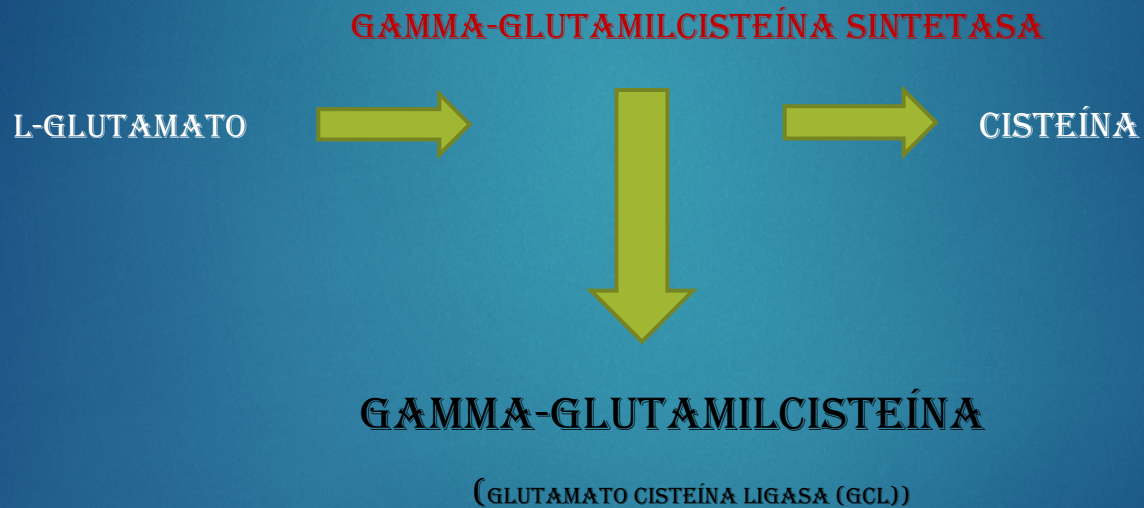 GAMMA-GLUTAMILCISTEÍNA SINTETASA
L-GLUTAMATO
CISTEÍNA
GAMMA-GLUTAMILCISTEÍNA
(GLUTAMATO CISTEÍNA LIGASA (GCL))